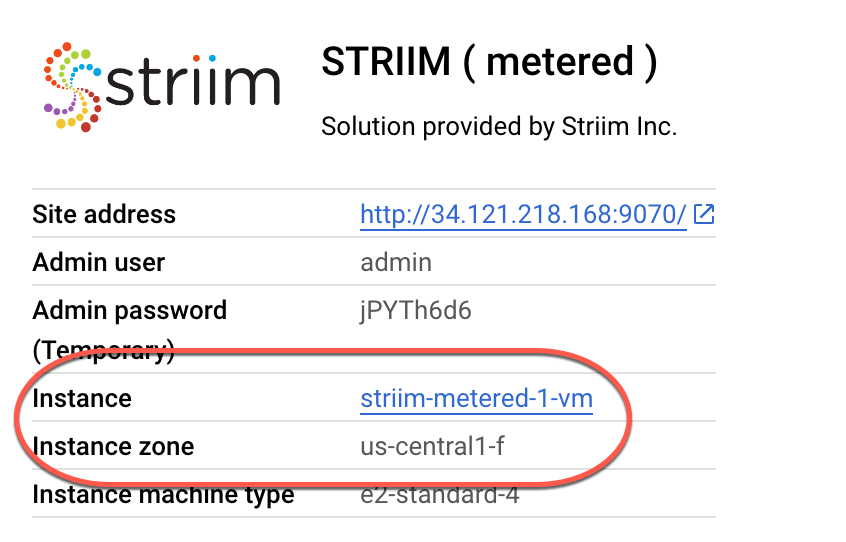 striim
STRIIM ( metered )
Solution provided by Striim Inc.
Site address http://34.121.218.168:9070/
Admin user admin
Admin password jPYTh6d6
(Temporary)
Instance striim-metered-1-vm
Instance zone us-central1-f
Instance machine type e2-standard-4